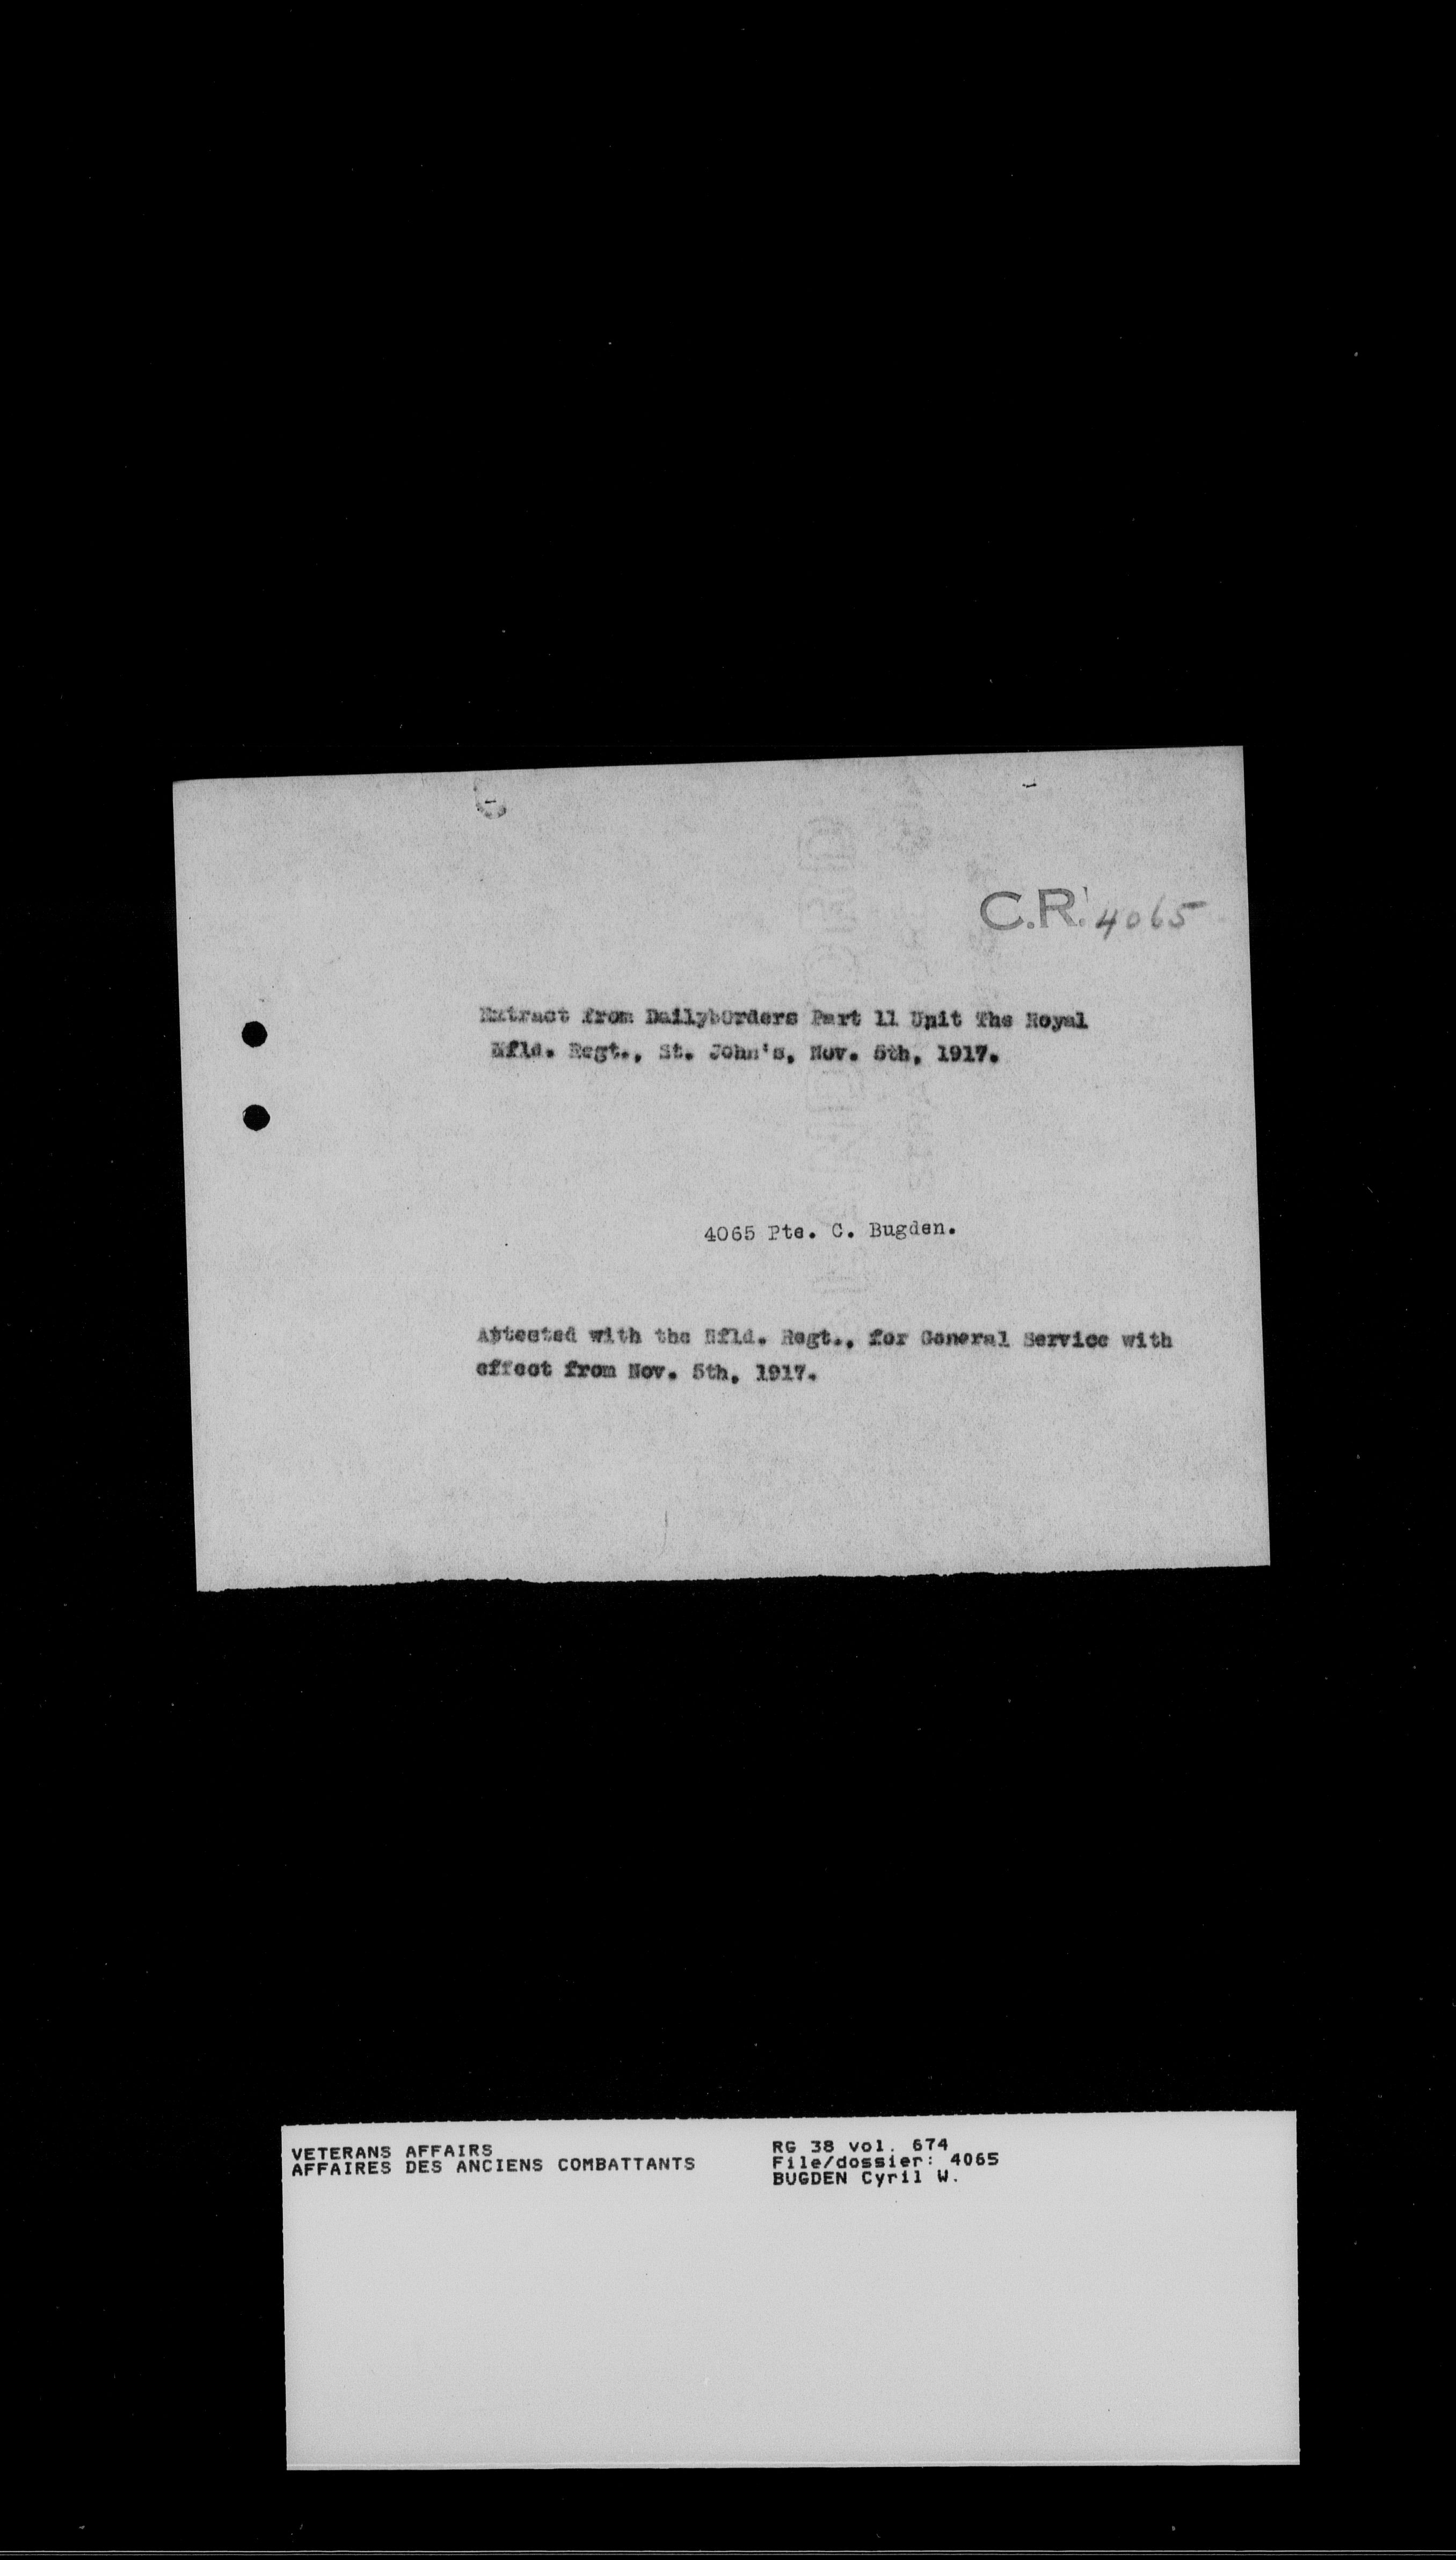 C.R. 4065
Extract from DailybOrders Part 11 Unit The Royal
Nfld. Regt., St. John's, Nov. 5th, 1917.
4065 Pte. C. Bugden.
Attested with the Nfld. Regt., for General Service with
effect from Nov. 5th, 1917.
VETERANS AFFAIRS
AFFAIRES DES ANCIENS COMBATTANTS
RG 38 vol. 674
File/dossier: 4065
BUGDEN Cyril W.